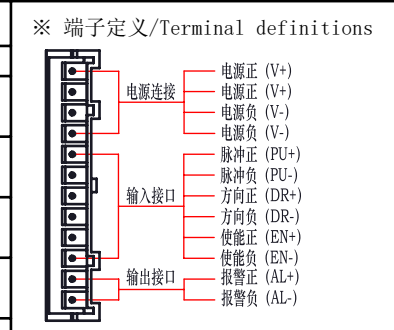 ※ 端子定义/Terminal definitions
电源连接
电源正 (V+)
电源正 (V+)
电源负 (V-)
电源负 (V-)
输入接口
脉冲正 (PU+)
脉冲负 (PU-)
方向正 (DR+)
方向负 (DR-)
使能正 (EN+)
使能负 (EN-)
输出接口
报警正 (AL+)
报警负 (AL-)